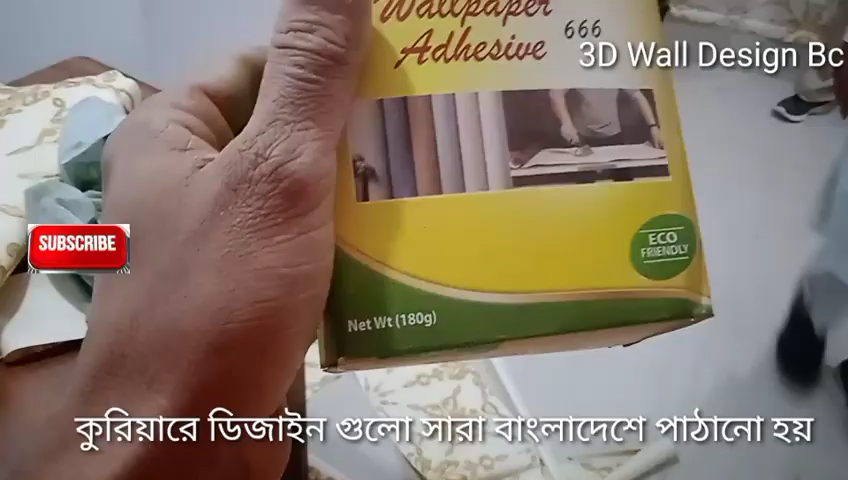 Wallpaper
Adhesive 666
3D Wall Design Bc
SUBSCRIBE
ECO
FRIENDLY
Net Wt (180g)
কুরিয়ারে ডিজাইন গুলো সারা বাংলাদেশে পাঠানো হয়